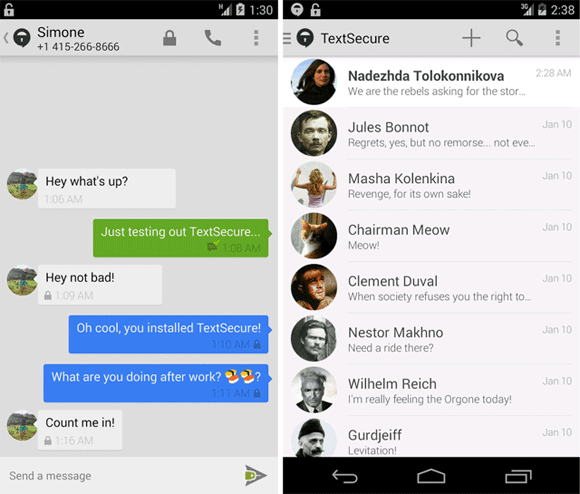 1:30
Simone
+1 415-266-8666
Hey what's up?
1:06 AM
Just testing out TextSecure...
1:08 AM
Hey not bad!
1:09 AM
Oh cool, you installed TextSecure!
1:10 AM
What are you doing after work? ?
1:11 AM
Count me in!
1:16 AM
Send a message
H
3G
2:38
TextSecure
Nadezhda Tolokonnikova
2:28 AM
We are the rebels asking for the stor...
Jules Bonnot
Jan 10
Regrets, yes, but no remorse... not eve...
Masha Kolenkina
Jan 10
Revenge, for its own sake!
Chairman Meow
Jan 10
Meow!
Clement Duval
Jan 10
When society refuses you the right to...
Nestor Makhno
Jan 10
Need a ride there?
Wilhelm Reich
Jan 10
I'm really feeling the Orgone today!
Gurdjeiff
Jan 10
Levitation!